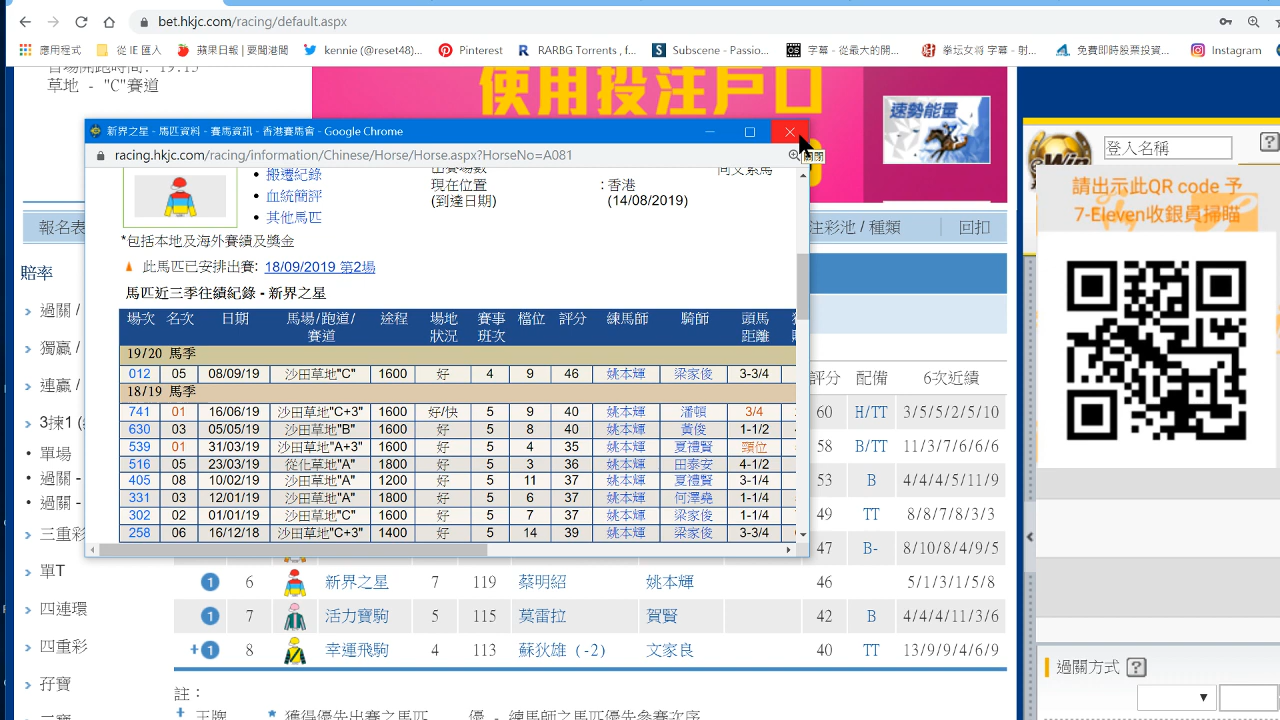 bet.hkjc.com/racing/default.aspx
應用程式 從 IE 匯入 蘋果日報 | 要聞港聞 kennie (@reset48)... Pinterest RARBG Torrents , f... Subscene - Passio... 字幕 - 從最大的開... 拳坛女将 字幕 - 射... 免費即時股票投資... Instagram
草地 - "C"賽道
使用投注戶口
速勢能量
新界之星 - 馬匹資料 - 賽馬資訊 - 香港賽馬會 - Google Chrome
racing.hkjc.com/racing/information/Chinese/Horse/Horse.aspx?HorseNo=A081
關閉
搬遷紀錄
血統簡評
其他馬匹
現在位置 : 香港
(到達日期) (14/08/2019)
*包括本地及海外賽績及獎金
此馬匹已安排出賽: 18/09/2019 第2場
馬匹近三季往績紀錄 - 新界之星
場次 名次 日期 馬場/跑道/賽道 途程 場地狀況 賽事班次 檔位 評分 練馬師 騎師 頭馬距離
19/20 馬季
012 05 08/09/19 沙田草地"C" 1600 好 4 9 46 姚本輝 梁家俊 3-3/4
18/19 馬季
741 01 16/06/19 沙田草地"C+3" 1600 好/快 5 9 40 姚本輝 潘頓 3/4
630 03 05/05/19 沙田草地"B" 1600 好 5 8 40 姚本輝 黃俊 1-1/2
539 01 31/03/19 沙田草地"A+3" 1600 好 5 4 35 姚本輝 夏禮賢 頸位
516 05 23/03/19 從化草地"A" 1800 好 5 3 36 姚本輝 田泰安 4-1/2
405 08 10/02/19 沙田草地"A" 1200 好 5 11 37 姚本輝 夏禮賢 3-1/4
331 03 12/01/19 沙田草地"A" 1800 好 5 6 37 姚本輝 何澤堯 1-1/4
302 02 01/01/19 沙田草地"C" 1600 好 5 7 37 姚本輝 梁家俊 1-1/4
258 06 16/12/18 沙田草地"C+3" 1400 好 5 14 39 姚本輝 梁家俊 3-3/4
報名表
注彩池 / 種類 回扣
賠率
過關 /
獨贏 /
連贏 /
3揀1
單場
過關 -
過關 -
三重彩
單T
四連環
四重彩
孖寶
評分 配備 6次近績
60 H/TT 3/5/5/2/5/10
58 B/TT 11/3/7/6/6/6
53 B 4/4/4/5/11/9
49 TT 8/8/7/8/3/3
47 B- 8/10/8/4/9/5
1 6 新界之星 7 119 蔡明紹 姚本輝 46 5/1/3/1/5/8
1 7 活力寶駒 5 115 莫雷拉 賀賢 42 B 4/4/4/11/3/6
+1 8 幸運飛駒 4 113 蘇狄雄 (-2) 文家良 40 TT 13/9/9/4/6/9
註 :
eWin
登入名稱
?
請出示此QR code 予
7-Eleven收銀員掃瞄
過關方式 ?